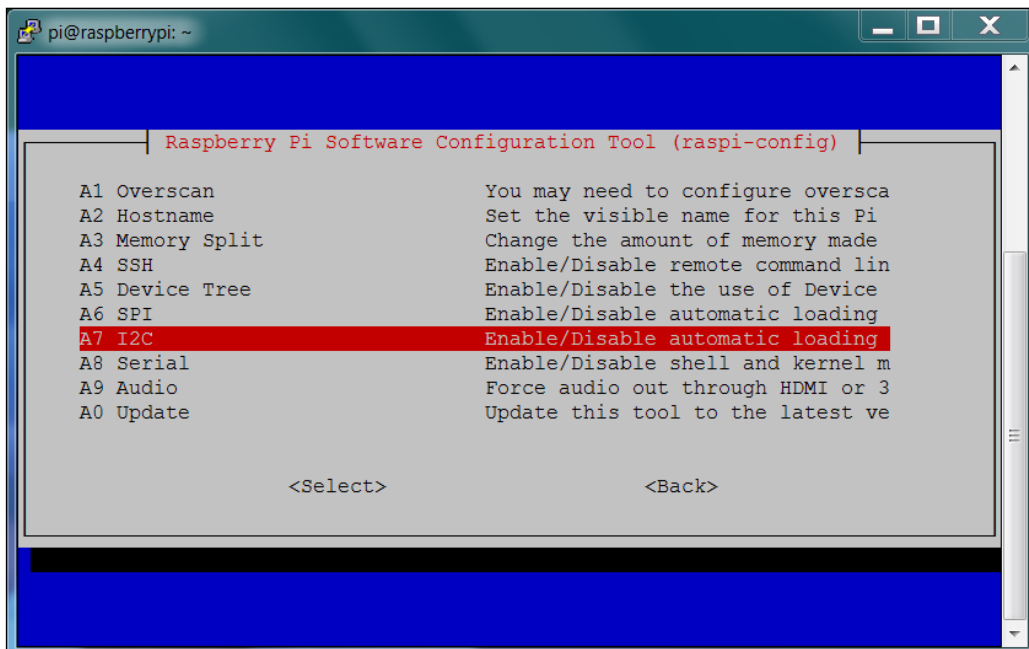 pi@raspberrypi: ~
Raspberry Pi Software Configuration Tool (raspi-config)
A1 Overscan You may need to configure oversca
A2 Hostname Set the visible name for this Pi
A3 Memory Split Change the amount of memory made
A4 SSH Enable/Disable remote command lin
A5 Device Tree Enable/Disable the use of Device
A6 SPI Enable/Disable automatic loading
A7 I2C Enable/Disable automatic loading
A8 Serial Enable/Disable shell and kernel m
A9 Audio Force audio out through HDMI or 3
A0 Update Update this tool to the latest ve
<Select> <Back>